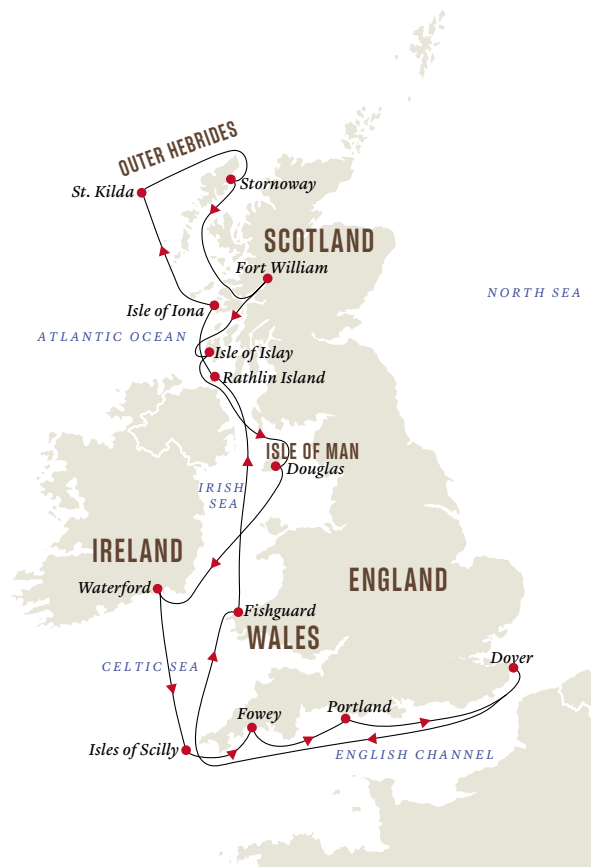 OUTER HEBRIDES
St. Kilda
Stornoway
SCOTLAND
Fort William
NORTH SEA
Isle of Iona
ATLANTIC OCEAN
Isle of Islay
Rathlin Island
ISLE OF MAN
Douglas
IRISH
SEA
IRELAND
ENGLAND
Waterford
Fishguard
WALES
Dover
CELTIC SEA
Portland
Fowey
Isles of Scilly
ENGLISH CHANNEL